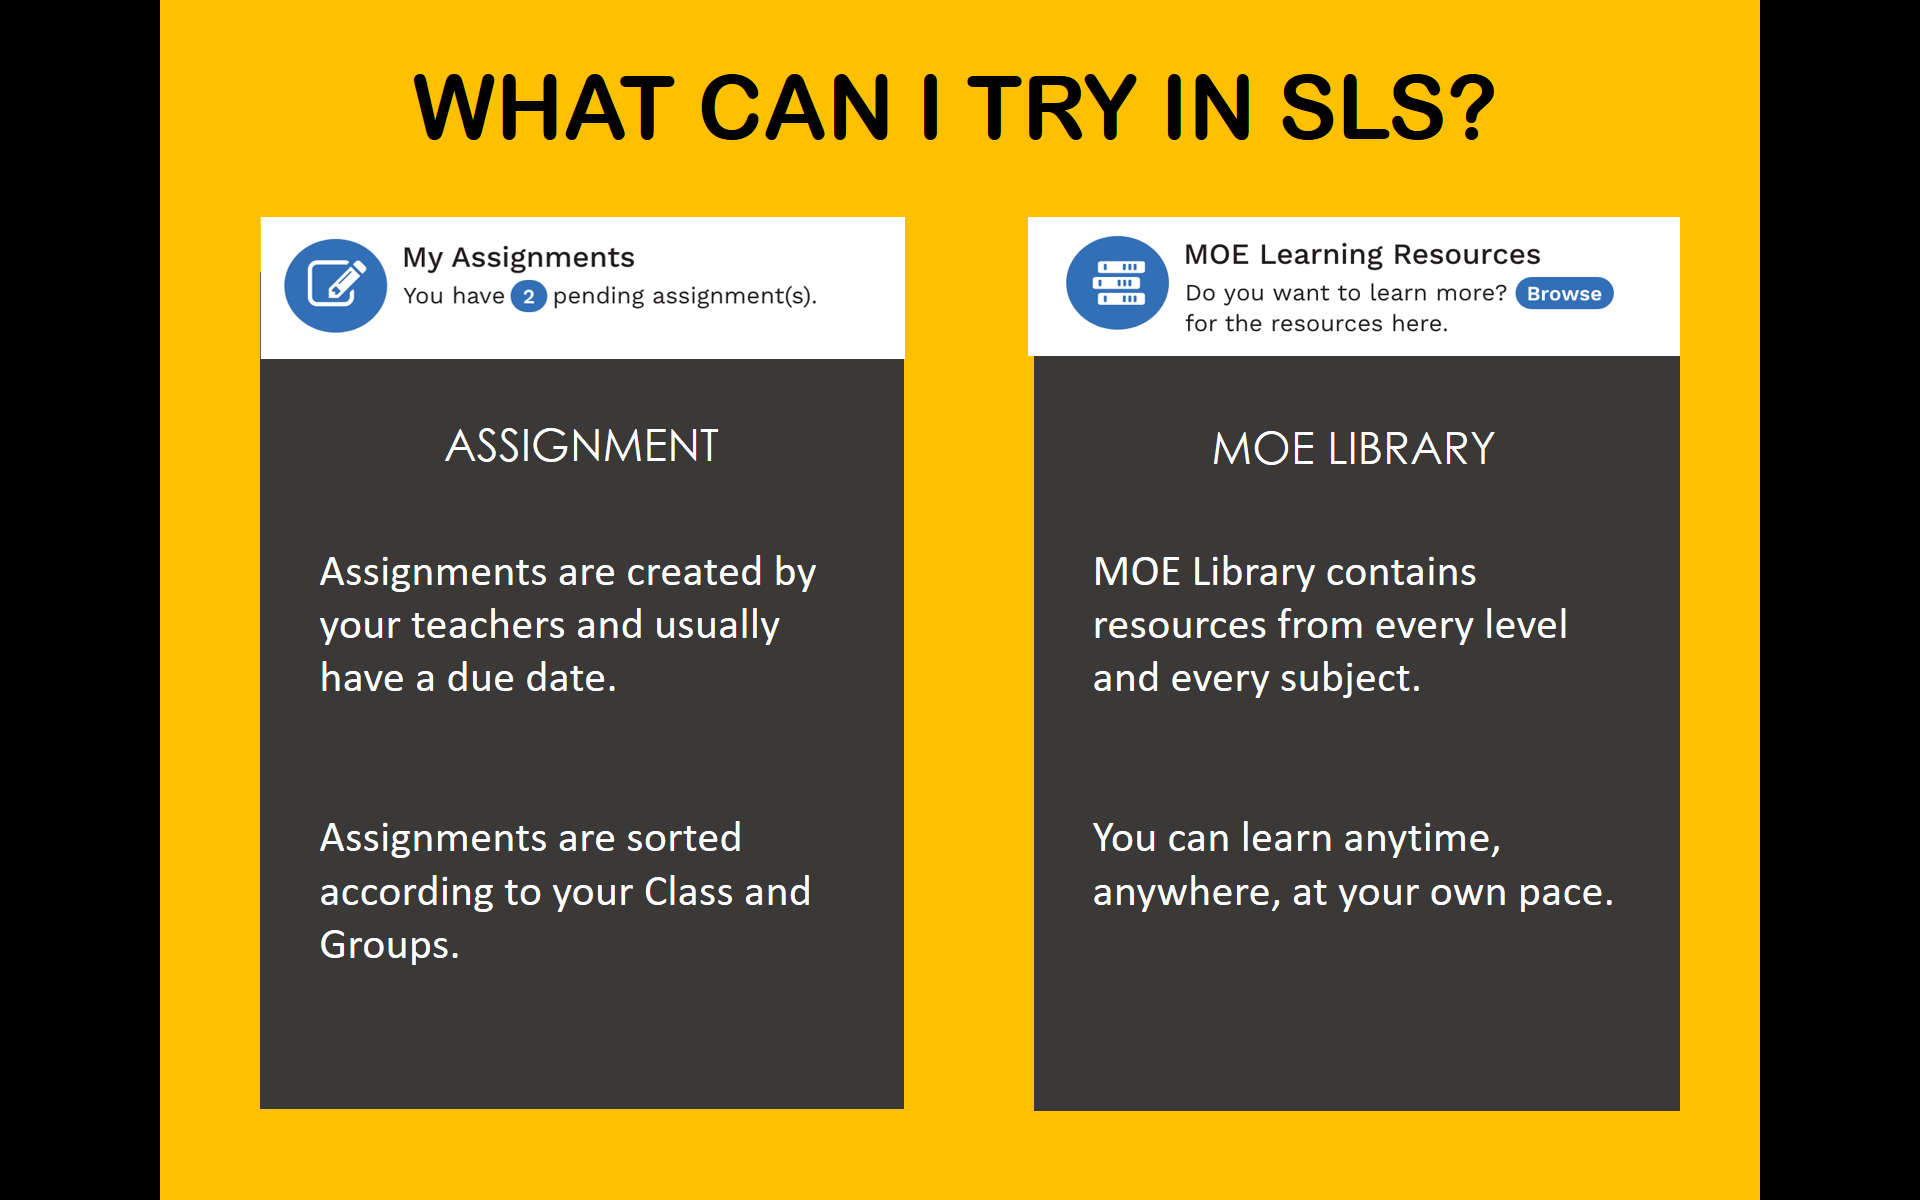 WHAT CAN I TRY IN SLS?
My Assignments
You have 2 pending assignment(s).
ASSIGNMENT
Assignments are created by
your teachers and usually
have a due date.
Assignments are sorted
according to your Class and
Groups.
MOE Learning Resources
Do you want to learn more? Browse
for the resources here.
MOE LIBRARY
MOE Library contains
resources from every level
and every subject.
You can learn anytime,
anywhere, at your own pace.